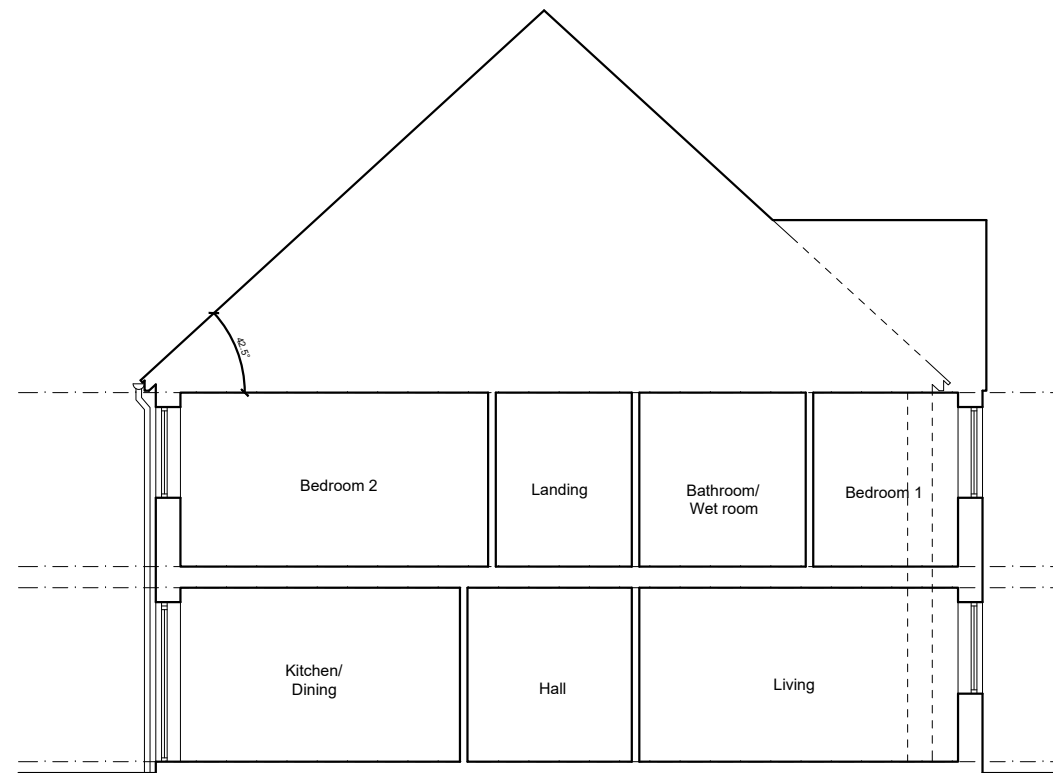 42.5°
Bedroom 2
Landing
Bathroom/
Wet room
Bedroom 1
Kitchen/
Dining
Hall
Living